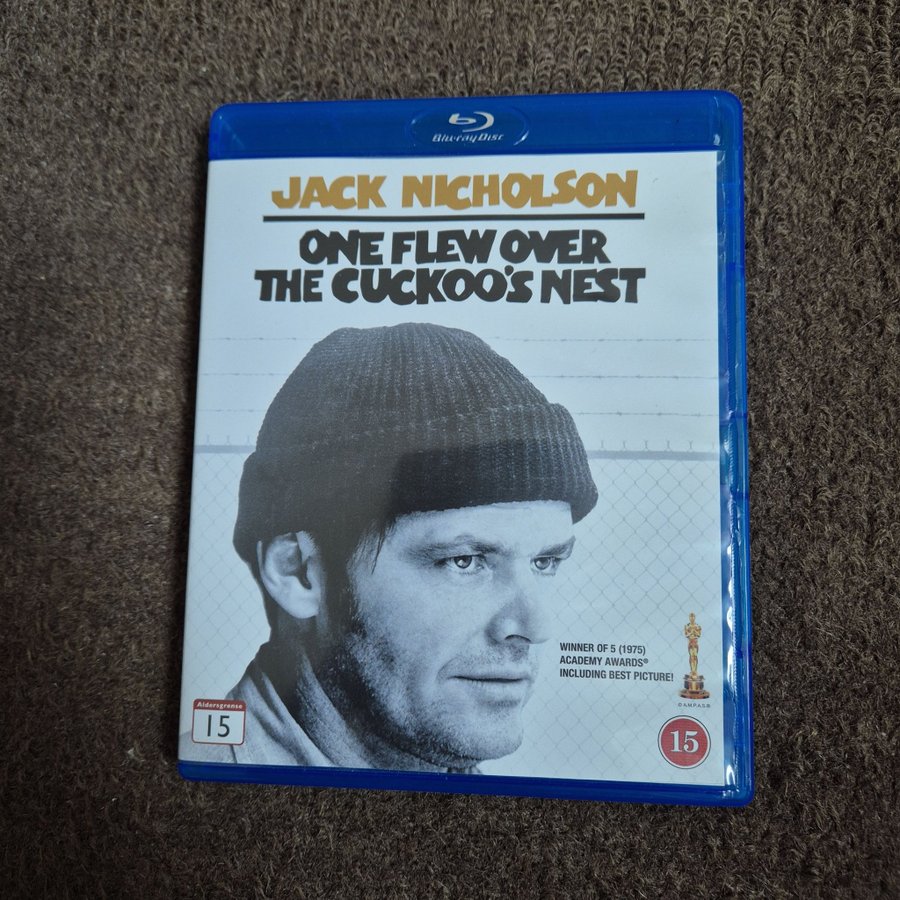 Blu-ray Disc
JACK NICHOLSON
ONE FLEW OVER
THE CUCKOO'S NEST
WINNER OF 5 (1975)
ACADEMY AWARDS®
INCLUDING BEST PICTURE!
©A.M.P.A.S.®
Aldersgrense
15
15